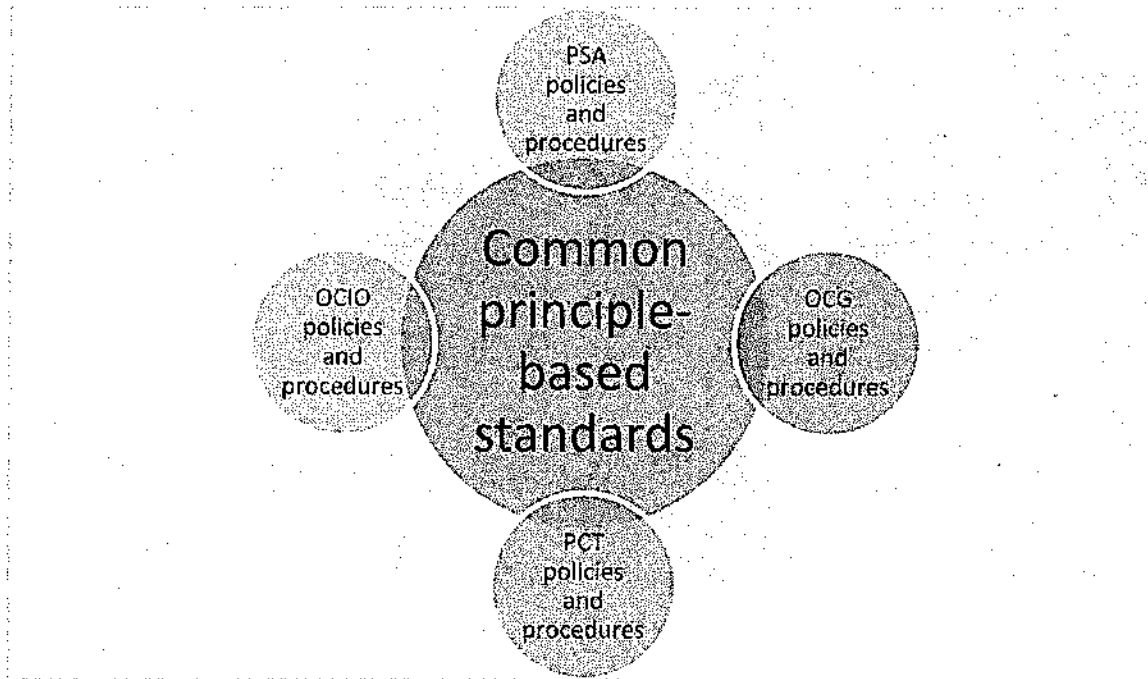 PSA
policies
and
procedures
Common
principle-
based
standards
OCIO
policies
and
procedures
OCG
policies
and
procedures
PCT
policies
and
procedures